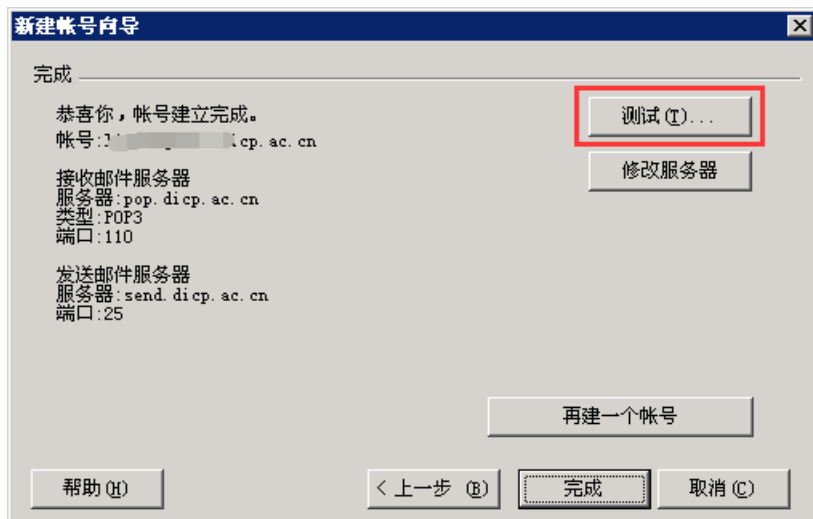 新建帐号向导
完成
恭喜你，帐号建立完成。
测试(T)...
帐号:icp.ac.cn
修改服务器
接收邮件服务器
服务器:pop.dicp.ac.cn
类型:POP3
端口:110
发送邮件服务器
服务器:send.dicp.ac.cn
端口:25
再建一个帐号
帮助(H)
<上一步 (B)
完成
取消(C)